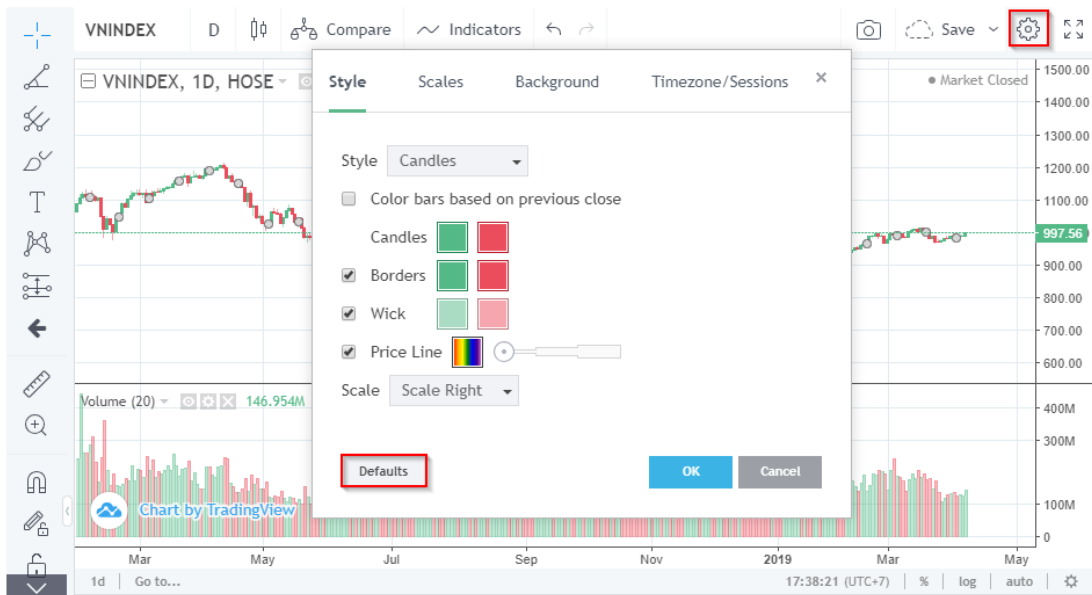 VNINDEX D Compare Indicators Save
VNINDEX, 1D, HOSE
Market Closed
Style Scales Background Timezone/Sessions ×
Style Candles
Color bars based on previous close
Candles
Borders
Wick
Price Line
Scale Scale Right
Defaults OK Cancel
1500.00
1400.00
1300.00
1200.00
1100.00
997.56
900.00
800.00
700.00
600.00
Volume (20) 146.954M
400M
300M
100M
0
Chart by TradingView
Mar May Jul Sep Nov 2019 Mar May
1d Go to... 17:38:21 (UTC+7) % log auto